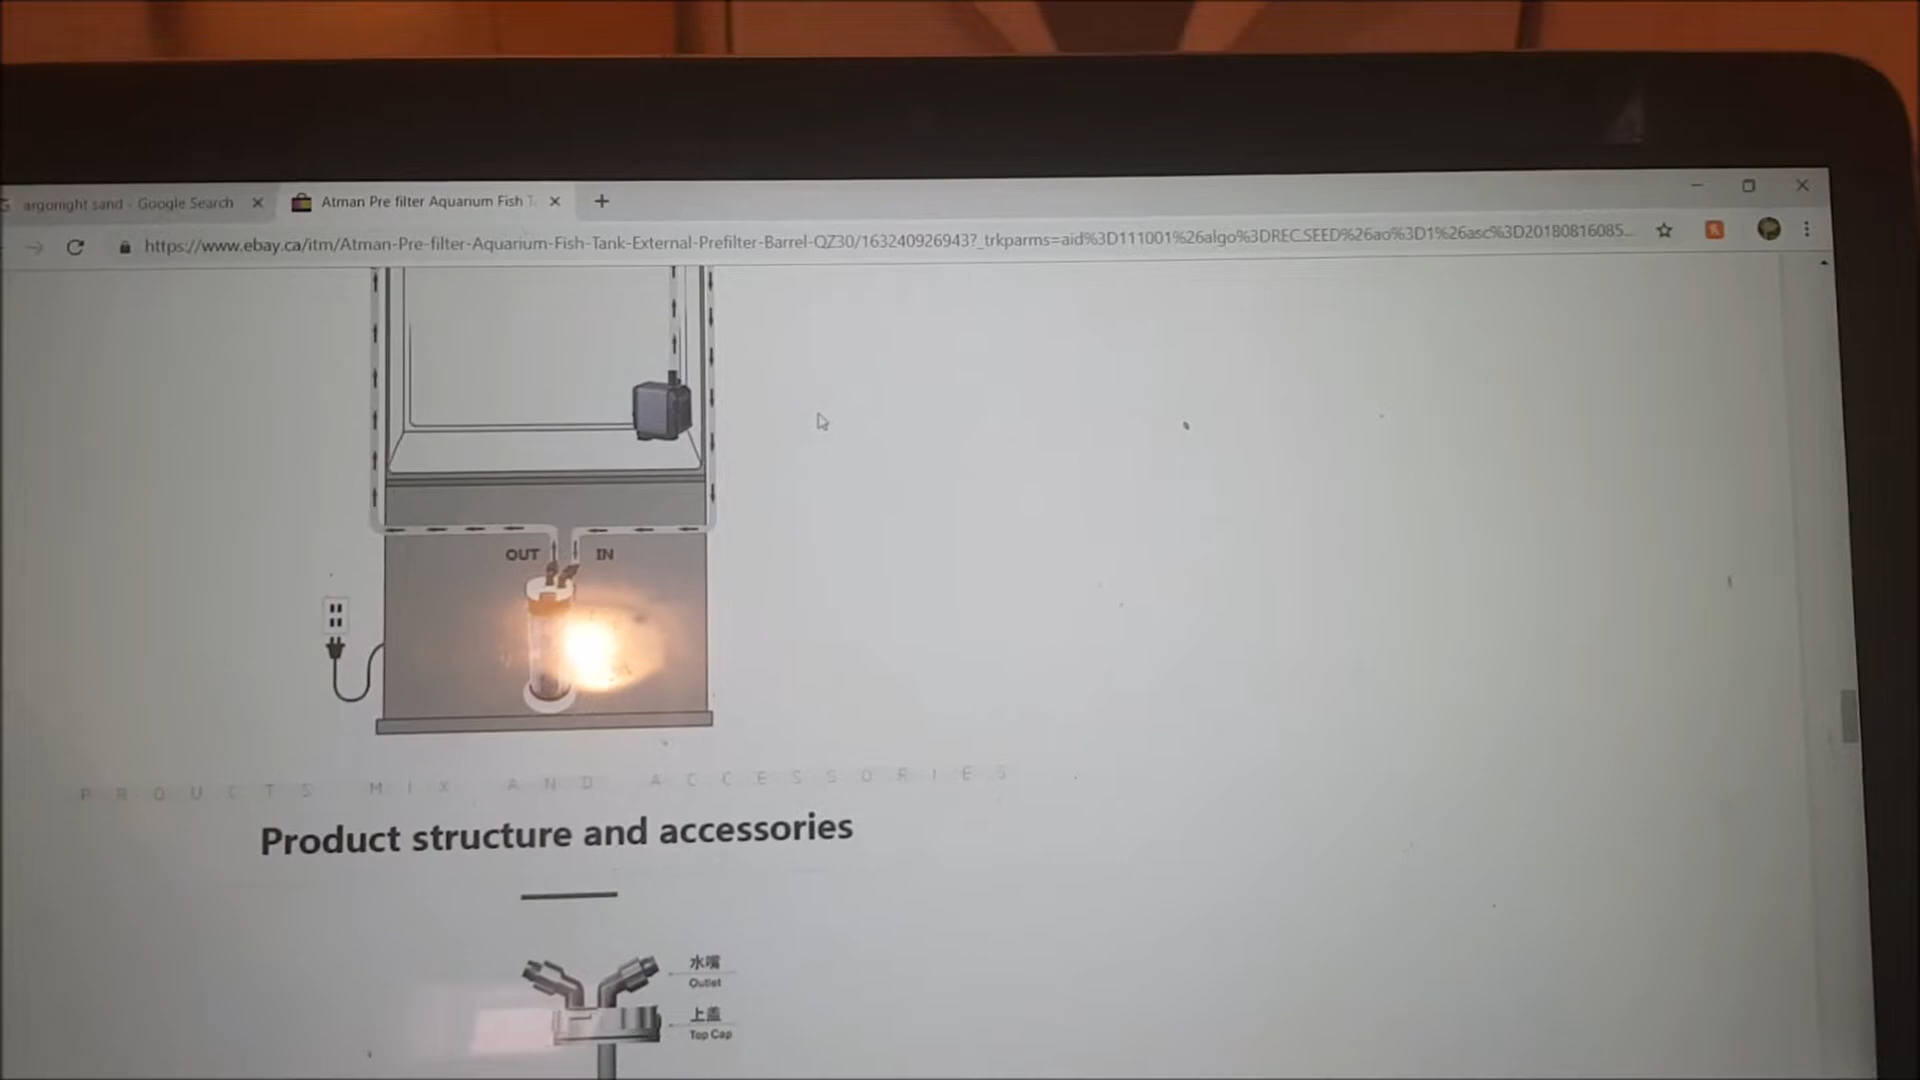 argonight sand - Google Search
Atman Pre filter Aquarium Fish T
https://www.ebay.ca/itm/Atman-Pre-filter-Aquarium-Fish-Tank-External-Prefilter-Barrel-QZ30/163240926943?_trkparms=aid%3D111001%26algo%3DREC.SEED%26ao%3D1%26asc%3D20180816085...
OUT IN
PROUCTS MIX AND ACCESSORIES
Product structure and accessories
水嘴
Outlet
上盖
Top Cap